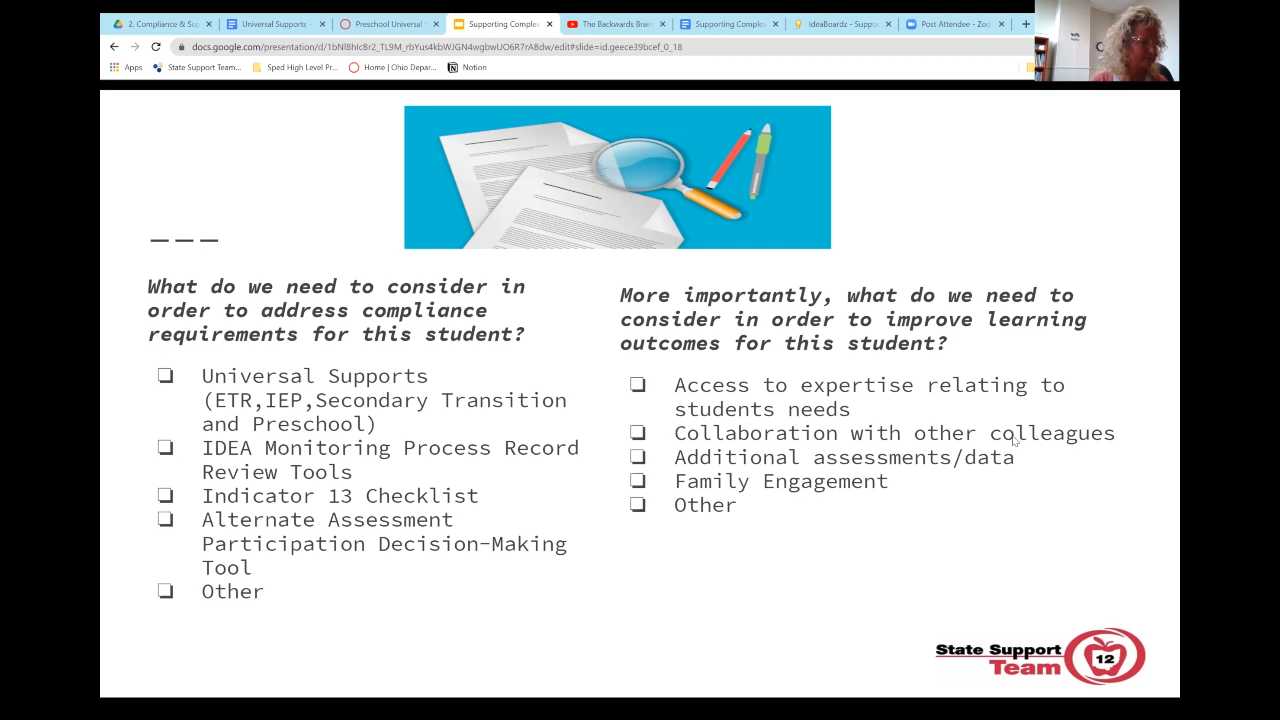 2. Compliance & Sup
Universal Supports -
Preschool Universal
Supporting Comple
The Backwards Brain
Supporting Comple
IdeaBoardz - Suppor
Post Attendee - Zoo
docs.google.com/presentation/d/1bNl8hIcBr2_TL9M_rbYus4kbWJGN4wgbwUO6R7rABdw/edit#slide=id.geece39bcef_0_18
Apps
State Support Team...
Sped High Level Pr...
Home | Ohio Depar...
Notion
What do we need to consider in
order to address compliance
requirements for this student?
Universal Supports
(ETR,IEP,Secondary Transition
and Preschool)
IDEA Monitoring Process Record
Review Tools
Indicator 13 Checklist
Alternate Assessment
Participation Decision-Making
Tool
Other
More importantly, what do we need to
consider in order to improve learning
outcomes for this student?
Access to expertise relating to
students needs
Collaboration with other colleagues
Additional assessments/data
Family Engagement
Other
State Support
Team
12